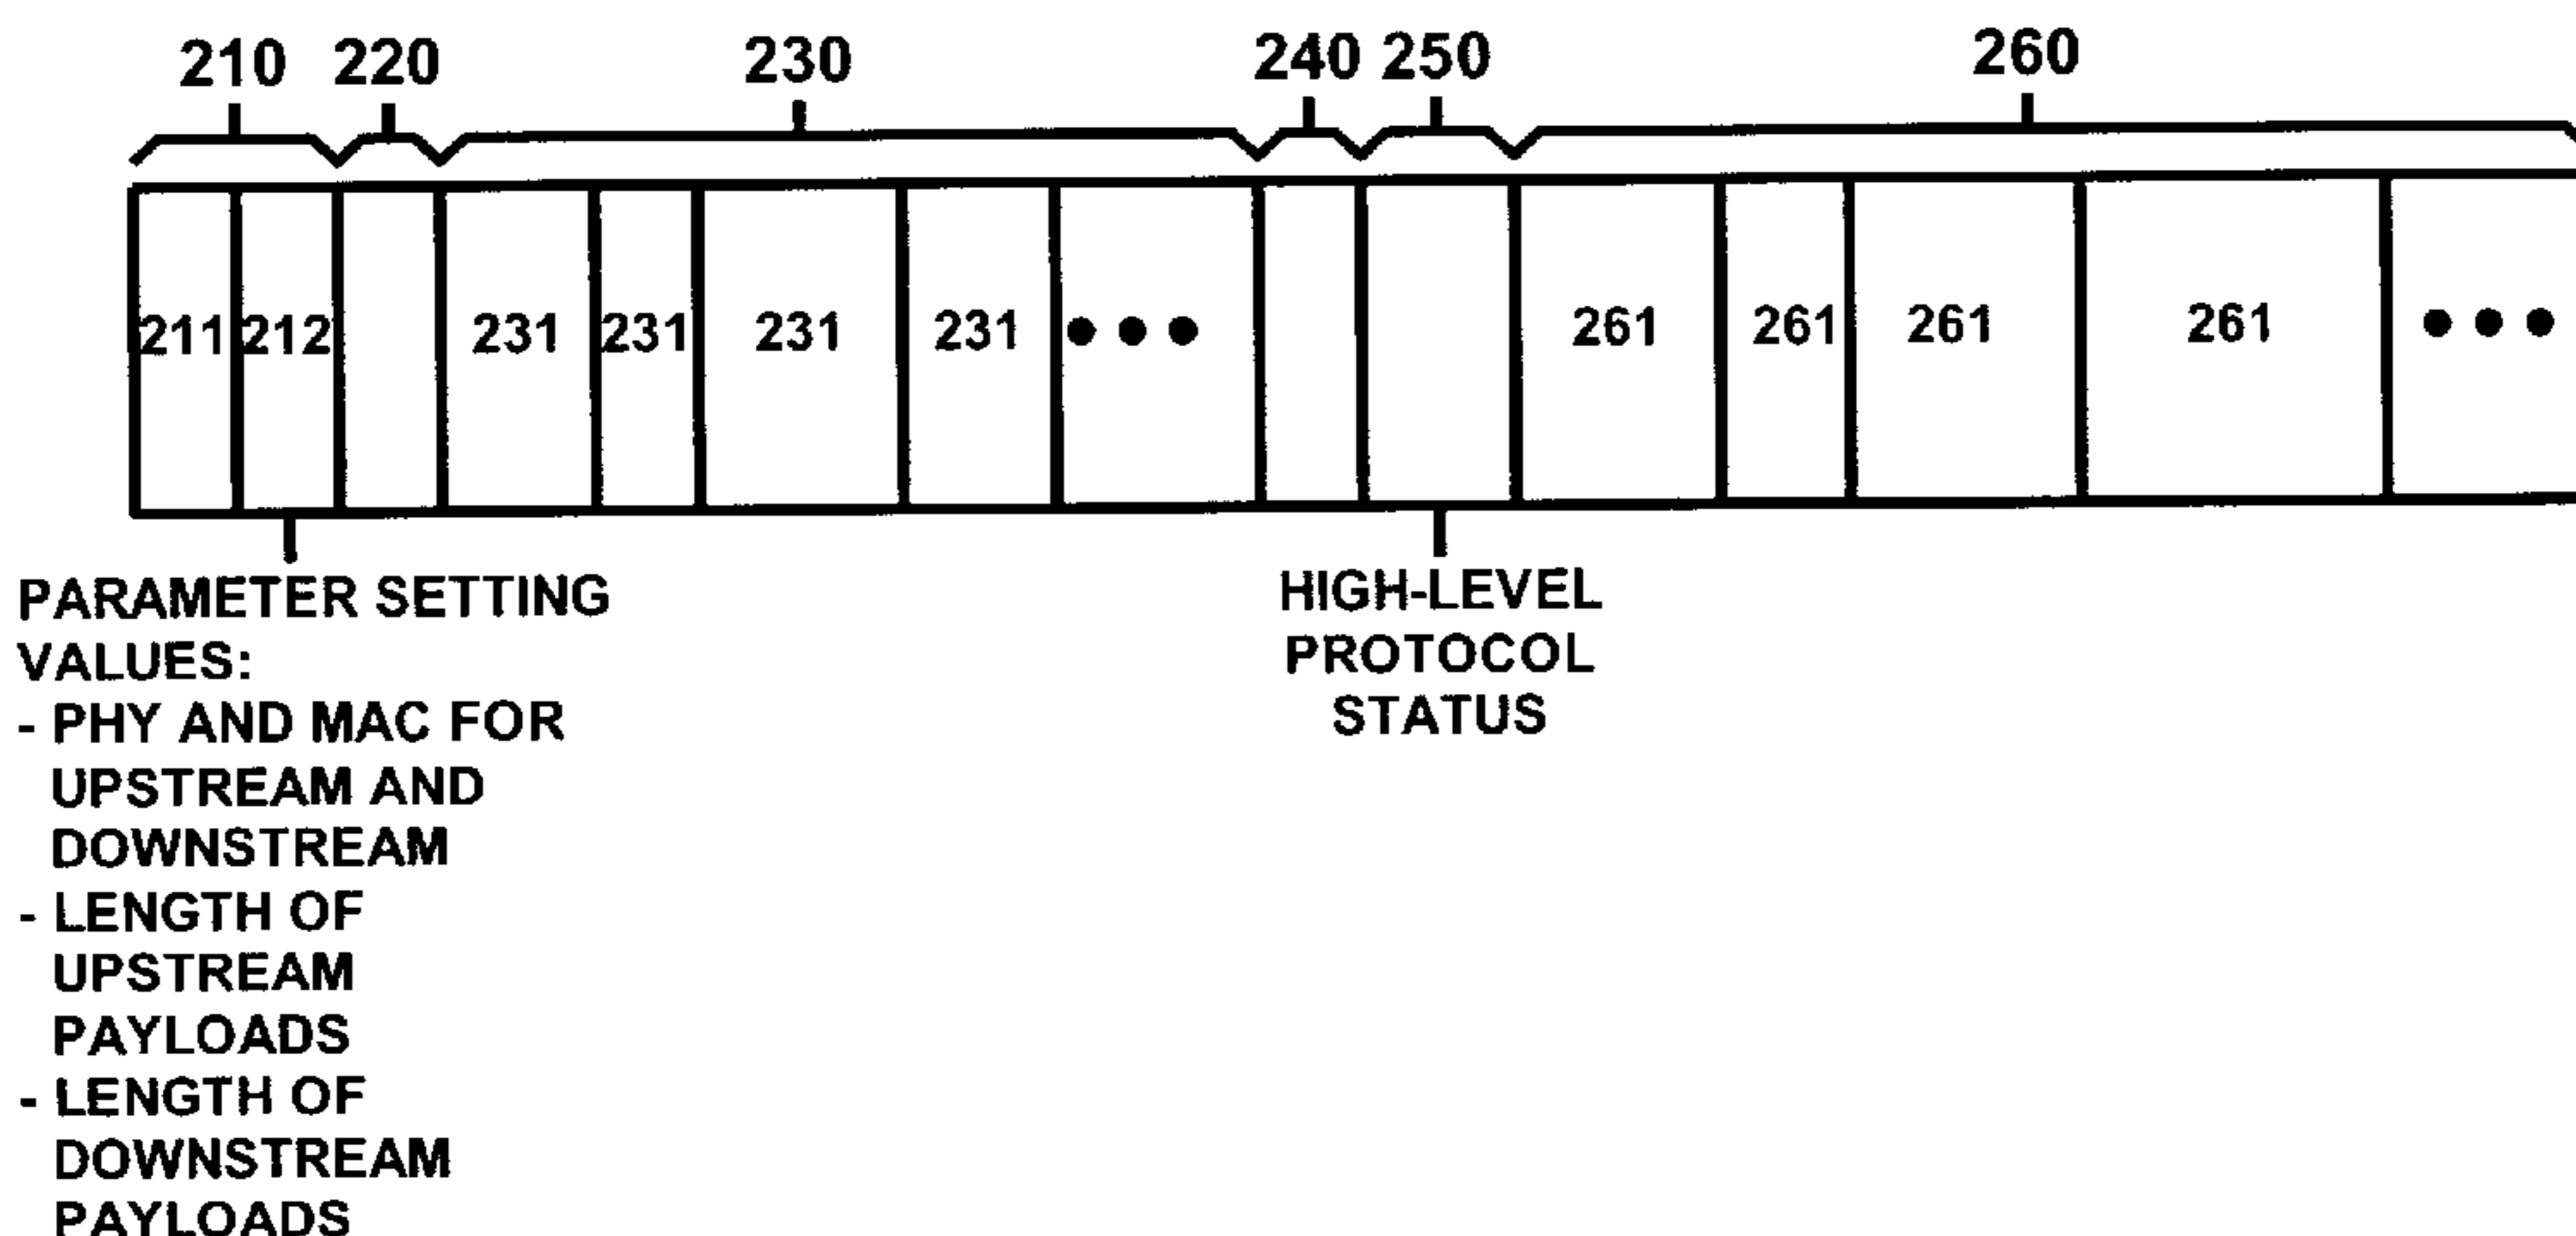 210 220 230 240 250 260
211 212 231 231 231 231 ••• 261 261 261 261 •••
PARAMETER SETTING
VALUES:
- PHY AND MAC FOR
UPSTREAM AND
DOWNSTREAM
- LENGTH OF
UPSTREAM
PAYLOADS
- LENGTH OF
DOWNSTREAM
PAYLOADS
HIGH-LEVEL
PROTOCOL
STATUS